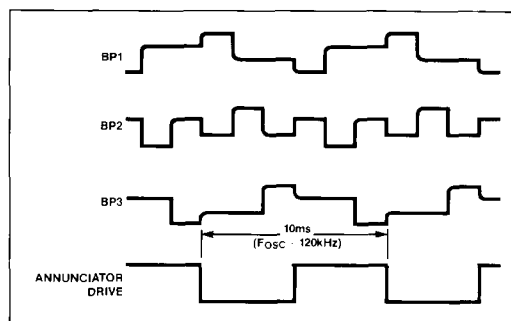 BP1
BP2
BP3
10ms
(FOSC · 120kHz)
ANNUNCIATOR
DRIVE